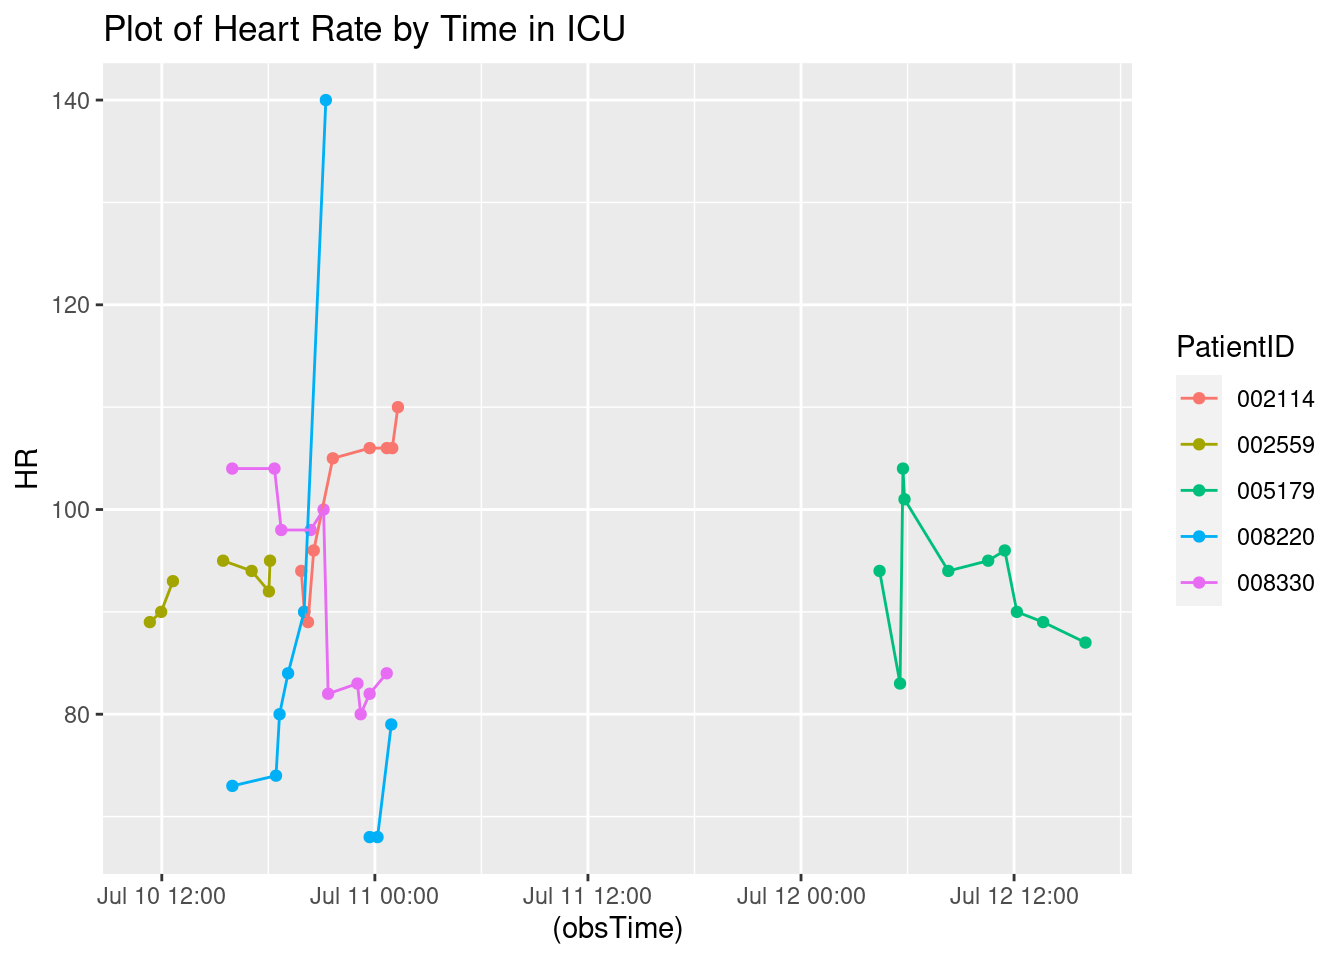 Plot of Heart Rate by Time in ICU
140
120
100
80
HR
Jul 10 12:00
Jul 11 00:00
Jul 11 12:00
Jul 12 00:00
Jul 12 12:00
(obsTime)
PatientID
002114
002559
005179
008220
008330